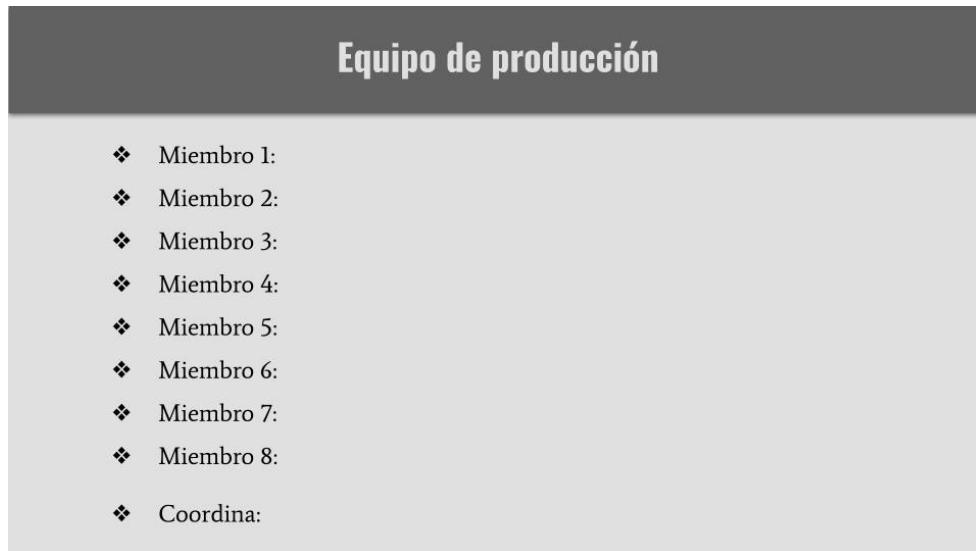 Equipo de producción
❖ Miembro 1:
❖ Miembro 2:
❖ Miembro 3:
❖ Miembro 4:
❖ Miembro 5:
❖ Miembro 6:
❖ Miembro 7:
❖ Miembro 8:
❖ Coordina: